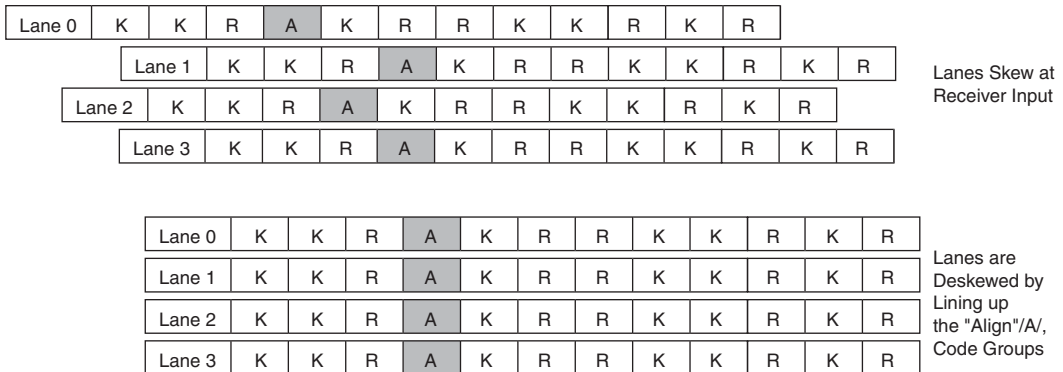 Lane 0 K K R A K R R K K R K R
Lane 1 K K R A K R R K K R K R
Lane 2 K K R A K R R K K R K R
Lane 3 K K R A K R R K K R K R
Lanes Skew at
Receiver Input
Lane 0 K K R A K R R K K R K R
Lane 1 K K R A K R R K K R K R
Lane 2 K K R A K R R K K R K R
Lane 3 K K R A K R R K K R K R
Lanes are
Deskewed by
Lining up
the "Align"/A/,
Code Groups